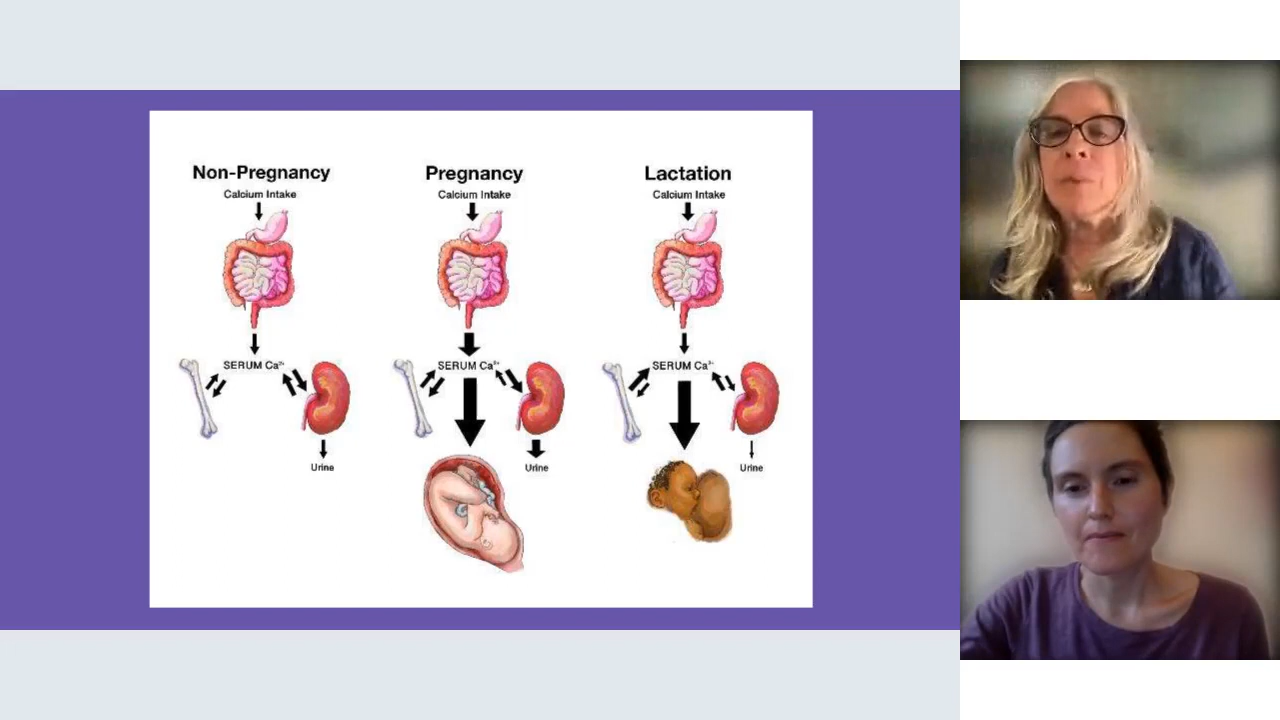 Non-Pregnancy
Calcium Intake
SERUM Ca²⁺
Urine
Pregnancy
Calcium Intake
SERUM Ca²⁺
Urine
Lactation
Calcium Intake
SERUM Ca²⁺
Urine